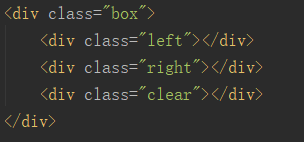 <div class="box">
    <div class="left"></div>
    <div class="right"></div>
    <div class="clear"></div>
</div>